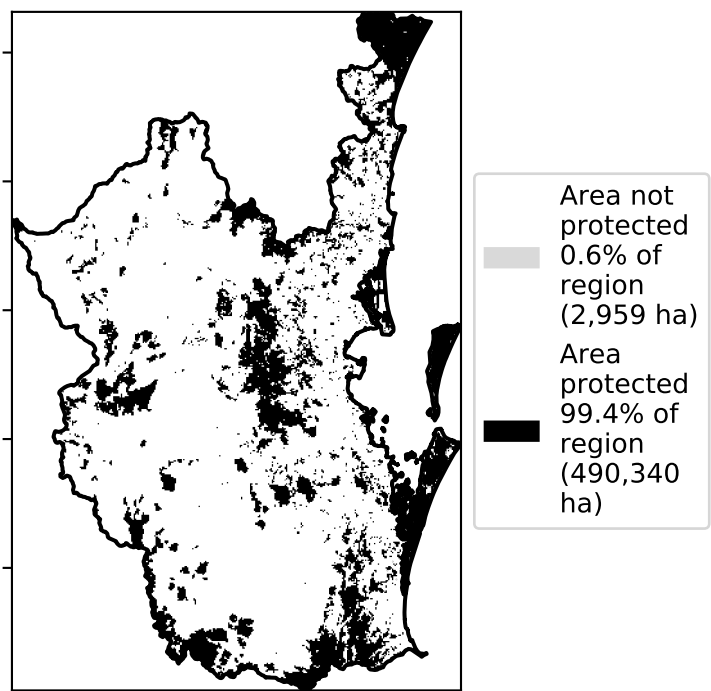 Area not
protected
0.6% of
region
(2,959 ha)
Area
protected
99.4% of
region
(490,340
ha)